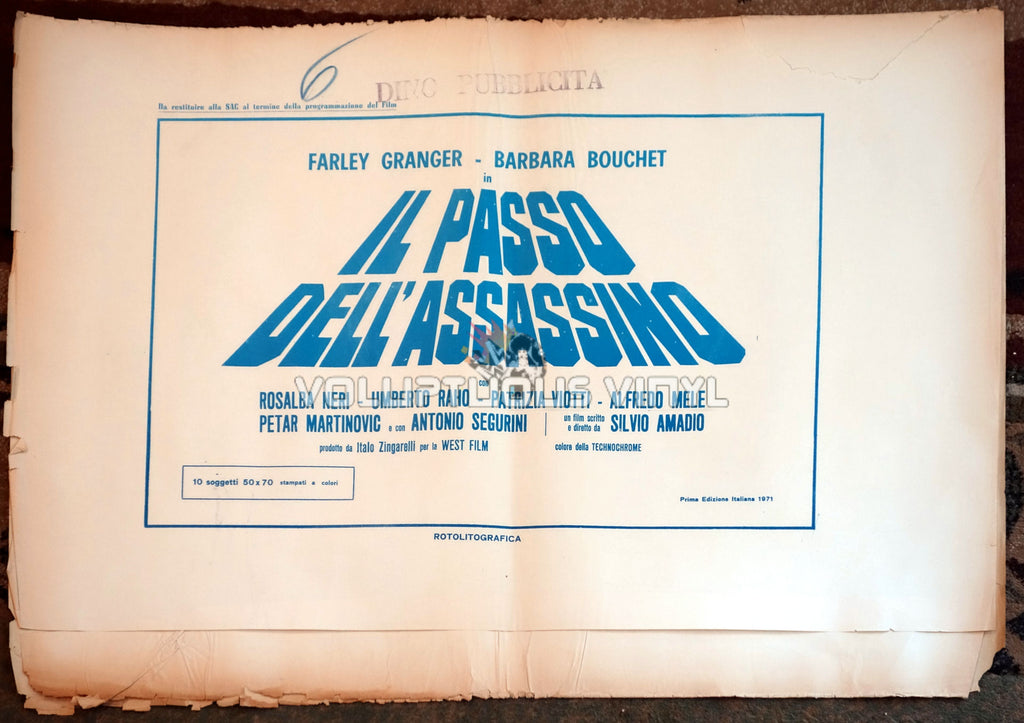 6
DINO PUBBLICITA
Da restituire alla SAC al termine della programmazione del Film
FARLEY GRANGER - BARBARA BOUCHET
in
IL PASSO
DELL'ASSASSINO
con
VOLUPTUOUS VINYL
ROSALBA NERI - UMBERTO RAHO - PATRIZIA VIOTTI - ALFREDO MELE
PETAR MARTINOVIC e con ANTONIO SEGURINI
un film scritto
e diretto da SILVIO AMADIO
prodotto da Italo Zingarelli per la WEST FILM
colore della TECHNOCHROME
10 soggetti 50x70 stampati a colori
Prima Edizione Italiana 1971
ROTOLITOGRAFICA